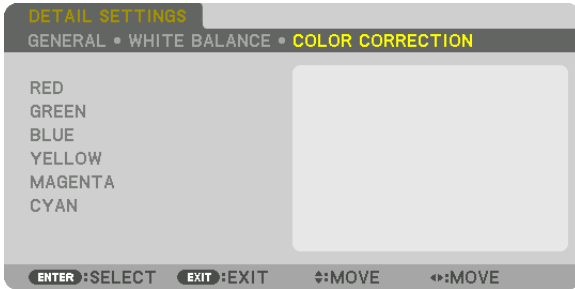 DETAIL SETTINGS
GENERAL • WHITE BALANCE • COLOR CORRECTION
RED
GREEN
BLUE
YELLOW
MAGENTA
CYAN
ENTER :SELECT EXIT :EXIT :MOVE :MOVE